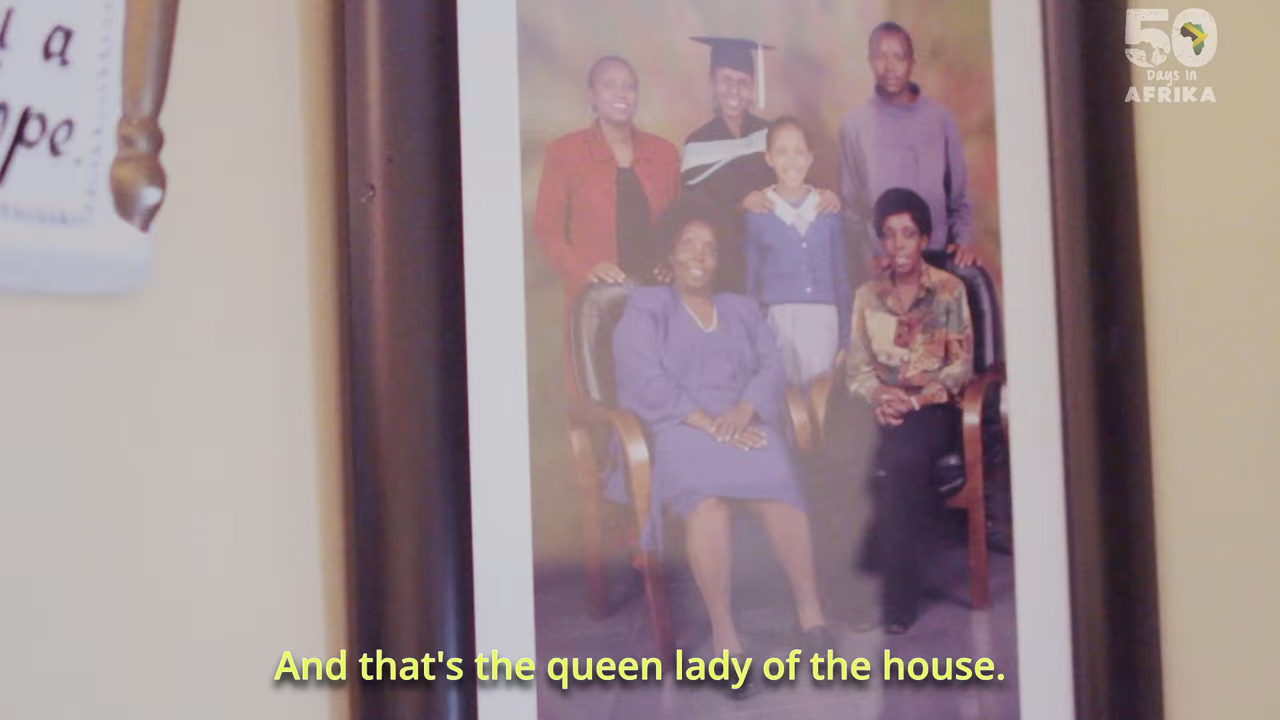 a
50
Days in
AFRIKA
And that's the queen lady of the house.